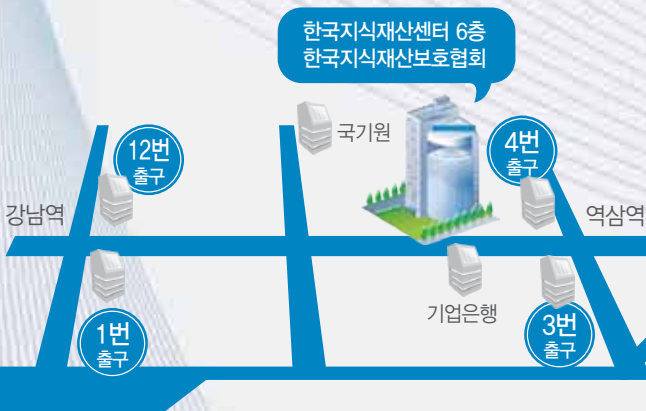 한국지식재산센터 6층
한국지식재산보호협회
국기원
12번
출구
4번
출구
강남역
역삼역
기업은행
1번
출구
3번
출구